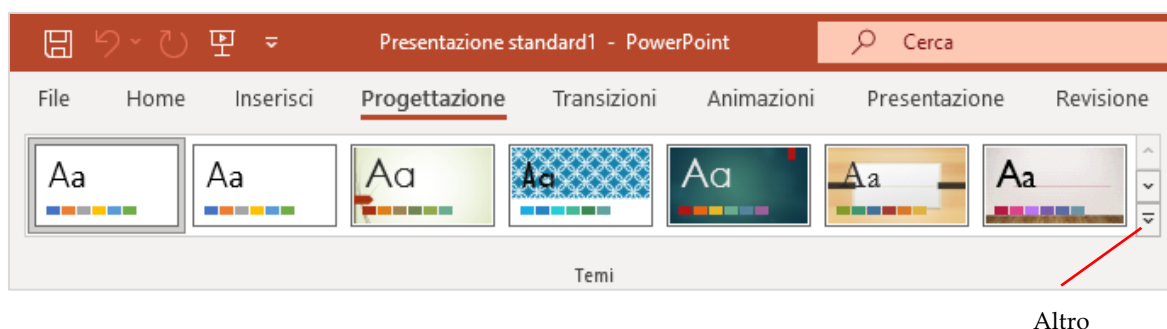 Presentazione standard1 - PowerPoint
Cerca
File Home Inserisci Progettazione Transizioni Animazioni Presentazione Revisione
Aa Aa Aa Aa Aa Aa Aa
Temi
Altro